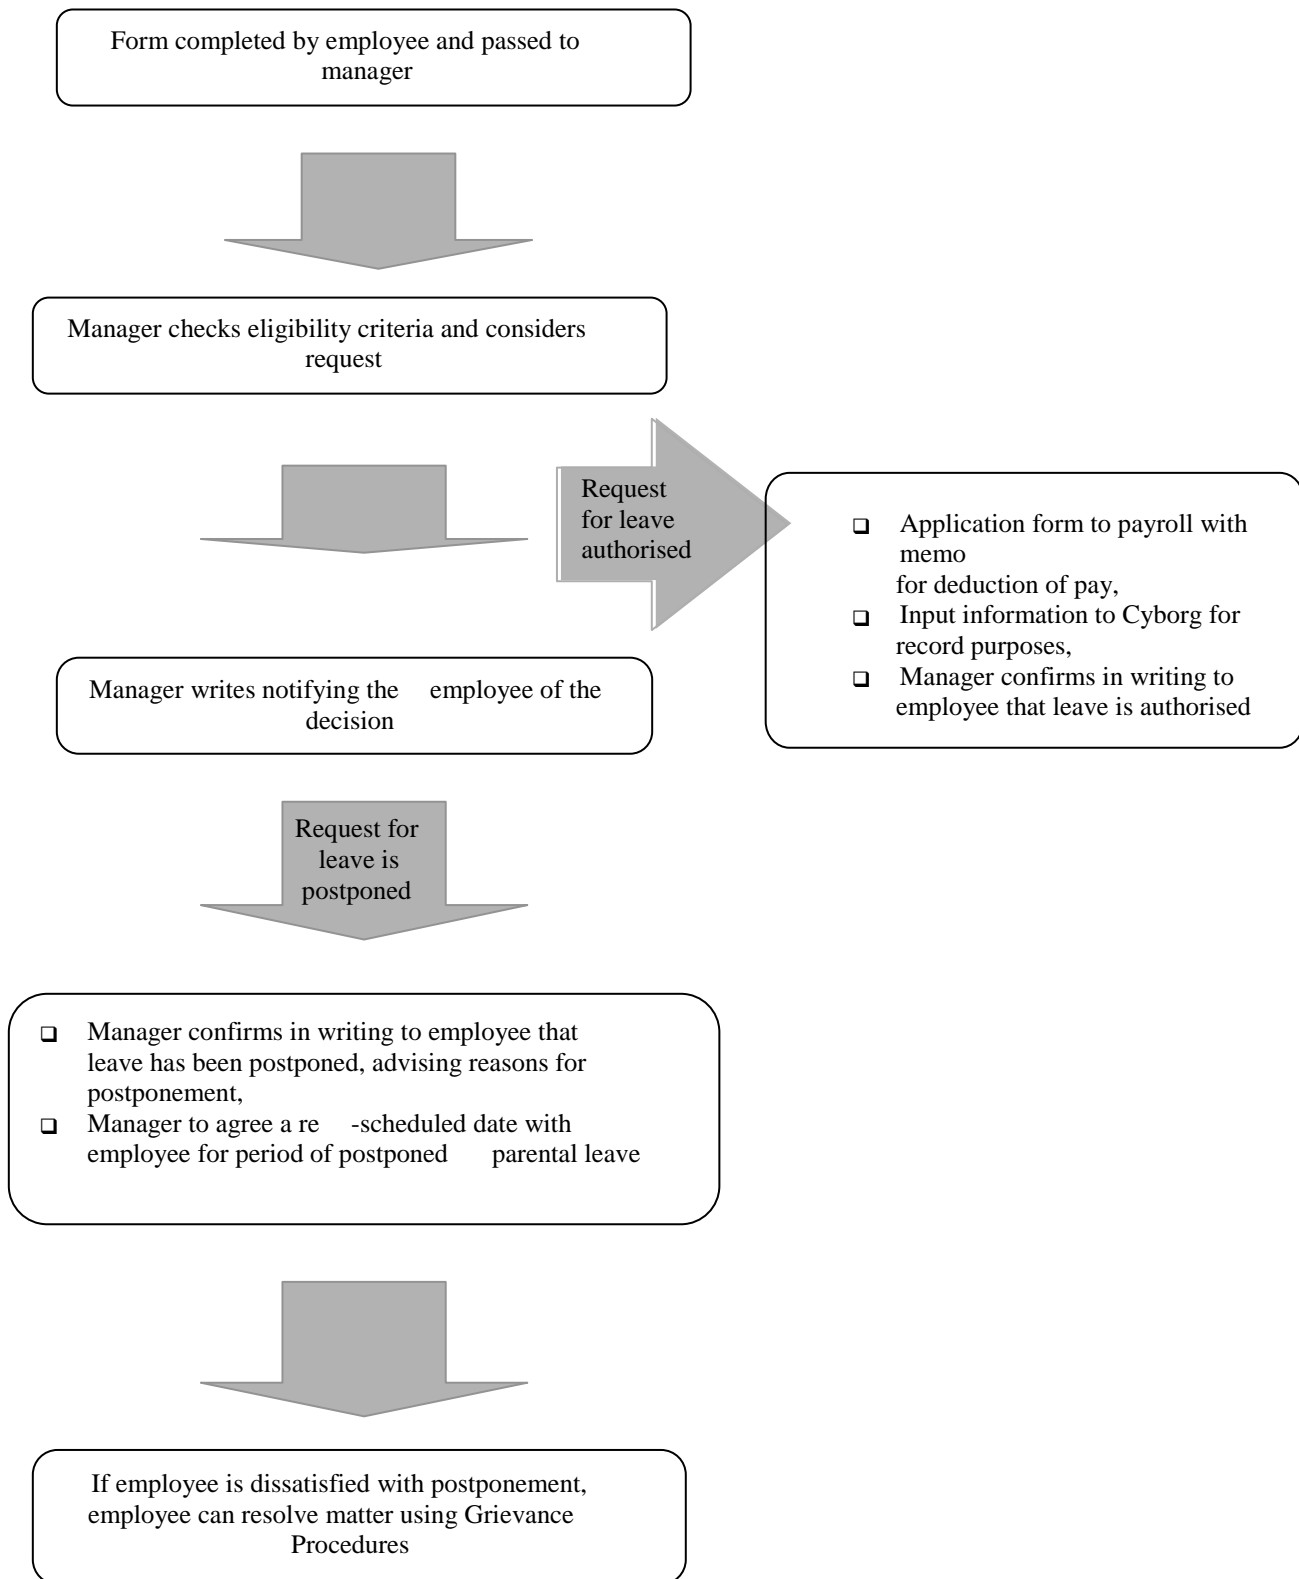 Form completed by employee and passed to
manager
Manager checks eligibility criteria and considers
request
Request
for leave
authorised
❑ Application form to payroll with
memo
for deduction of pay,
❑ Input information to Cyborg for
record purposes,
❑ Manager confirms in writing to
employee that leave is authorised
Manager writes notifying the employee of the
decision
Request for
leave is
postponed
❑ Manager confirms in writing to employee that
leave has been postponed, advising reasons for
postponement,
❑ Manager to agree a re -scheduled date with
employee for period of postponed parental leave
If employee is dissatisfied with postponement,
employee can resolve matter using Grievance
Procedures